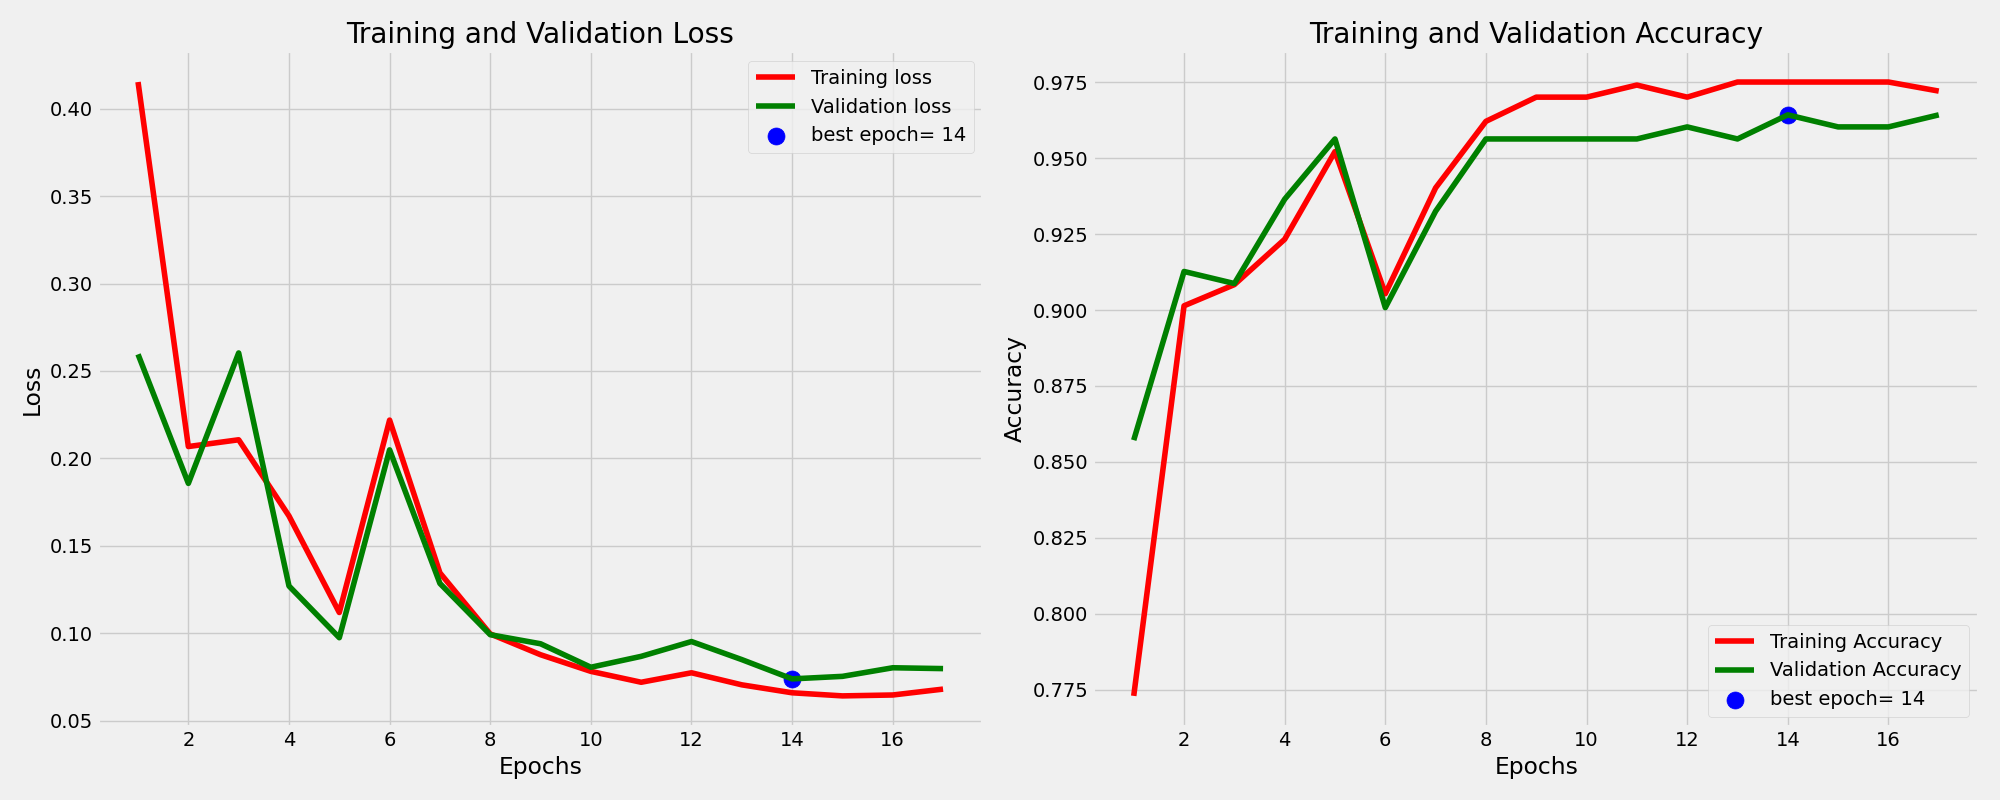 Training and Validation Loss
Training loss
Validation loss
best epoch= 14
Loss
0.40
0.35
0.30
0.25
0.20
0.15
0.10
0.05
2 4 6 8 10 12 14 16
Epochs
Training and Validation Accuracy
Accuracy
0.975
0.950
0.925
0.900
0.875
0.850
0.825
0.800
0.775
Training Accuracy
Validation Accuracy
best epoch= 14
2 4 6 8 10 12 14 16
Epochs